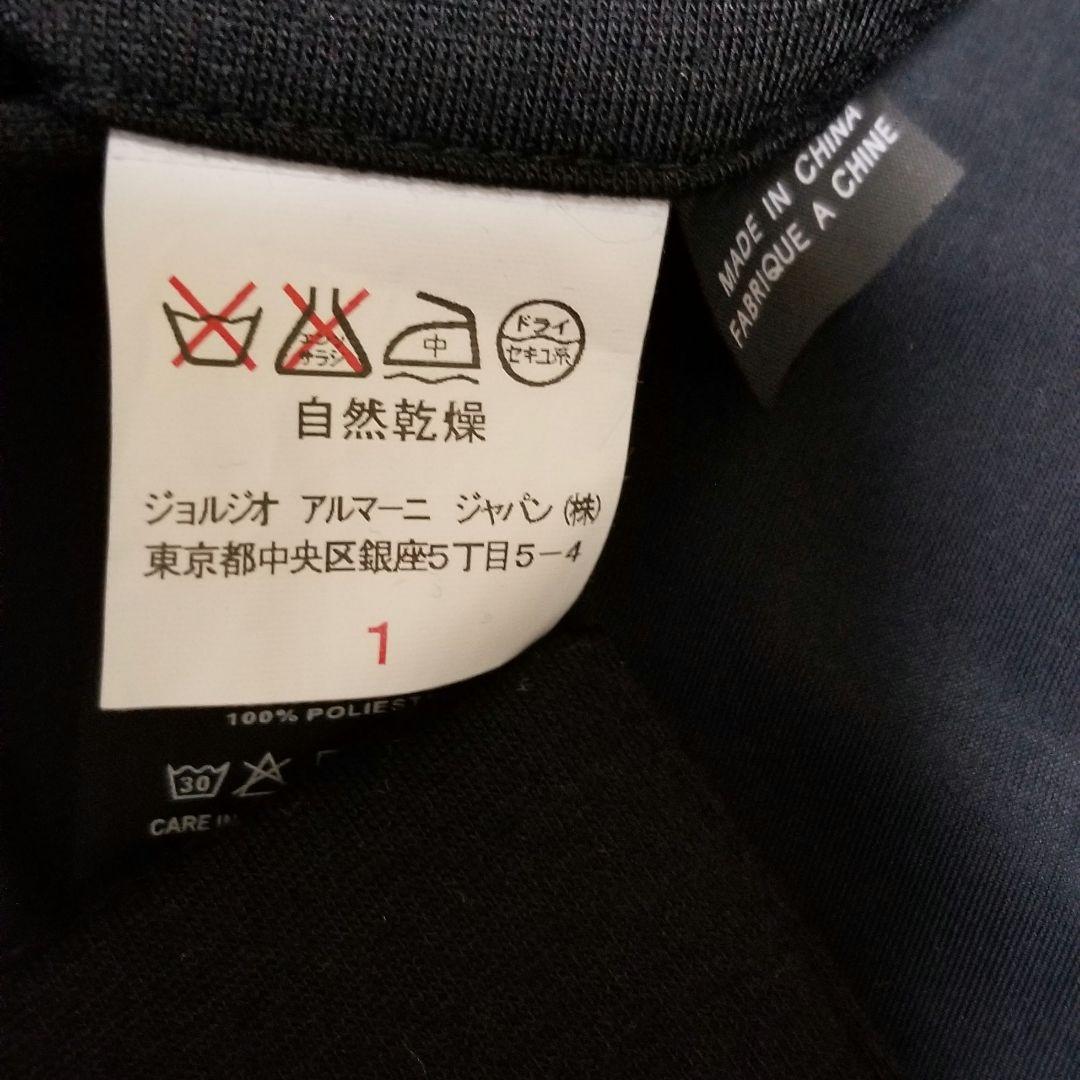 中
ドライ
セキユ系
自然乾燥
ジョルジオ アルマーニ ジャパン(株)
東京都中央区銀座5丁目5-4
1
MADE IN CHINA
FABRIQUE A CHINE
100%
30
CARE